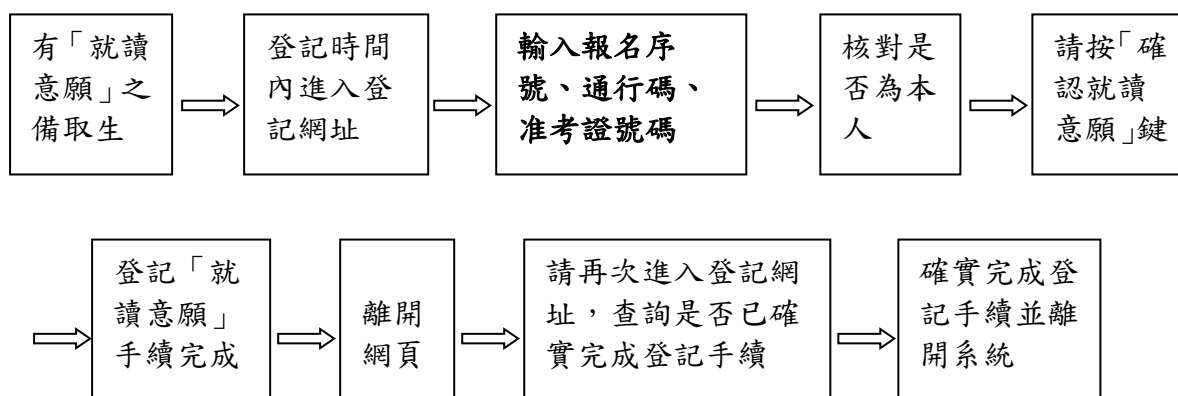 有「就讀
意願」之
備取生
登記時間
內進入登
記網址
輸入報名序
號、通行碼、
准考證號碼
核對是
否為本
人
請按「確
認就讀
意願」鍵
登記「就
讀意願」
手續完成
離開
網頁
請再次進入登記網
址，查詢是否已確
實完成登記手續
確實完成登
記手續並離
開系統